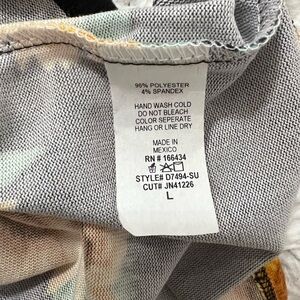 96% POLYESTER
4% SPANDEX
HAND WASH COLD
DO NOT BLEACH
COLOR SEPERATE
HANG OR LINE DRY
MADE IN
MEXICO
RN # 166434
STYLE# D7494-SU
CUT# JN41226
L